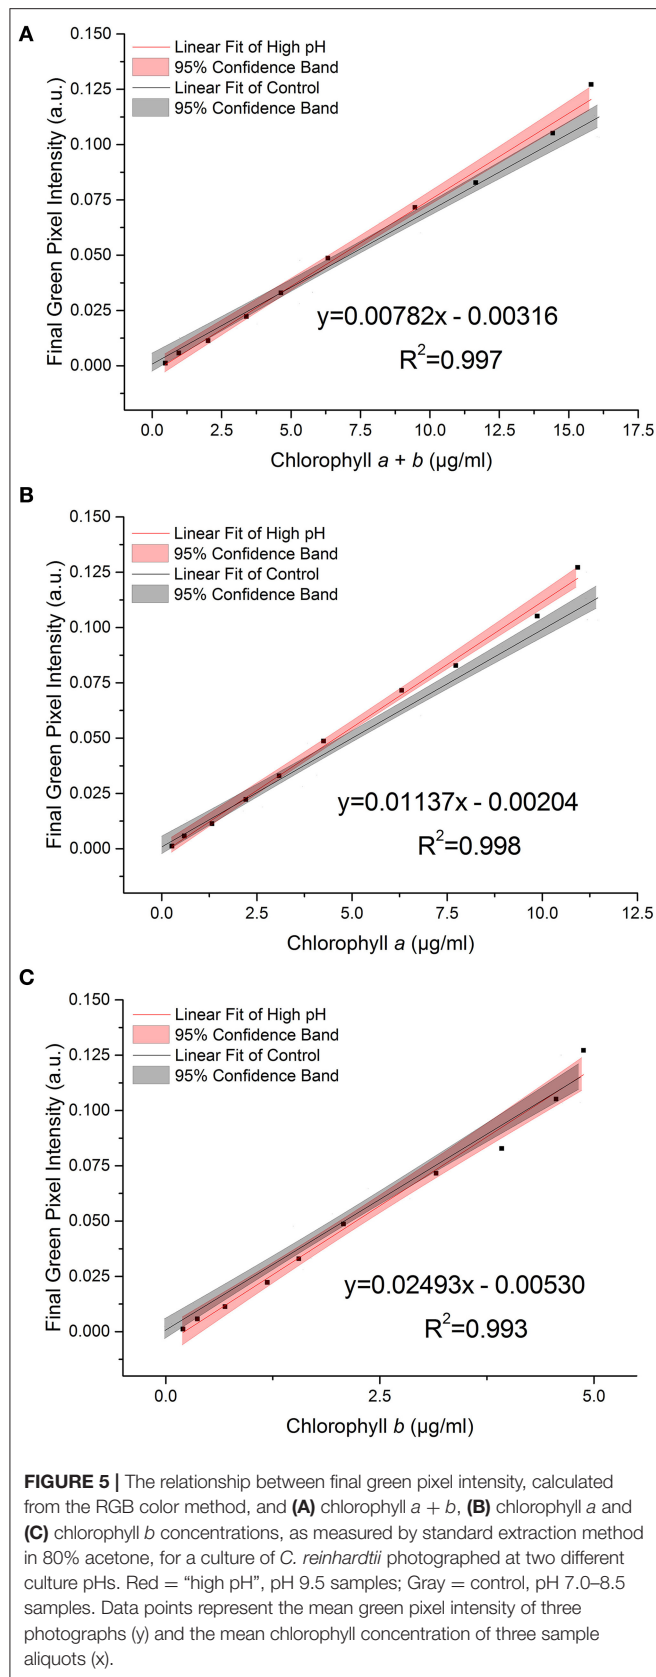 A
Linear Fit of High pH
95% Confidence Band
Linear Fit of Control
95% Confidence Band
Final Green Pixel Intensity (a.u.)
0.150
0.125
0.100
0.075
0.050
0.025
0.000
y=0.00782x - 0.00316
R²=0.997
0.0 2.5 5.0 7.5 10.0 12.5 15.0 17.5
Chlorophyll a + b (µg/ml)
B
Linear Fit of High pH
95% Confidence Band
Linear Fit of Control
95% Confidence Band
Final Green Pixel Intensity (a.u.)
0.150
0.125
0.100
0.075
0.050
0.025
0.000
y=0.01137x - 0.00204
R²=0.998
0.0 2.5 5.0 7.5 10.0 12.5
Chlorophyll a (µg/ml)
C
Linear Fit of High pH
95% Confidence Band
Linear Fit of Control
95% Confidence Band
Final Green Pixel Intensity (a.u.)
0.150
0.125
0.100
0.075
0.050
0.025
0.000
y=0.02493x - 0.00530
R²=0.993
0.0 2.5 5.0
Chlorophyll b (µg/ml)
FIGURE 5 | The relationship between final green pixel intensity, calculated
from the RGB color method, and (A) chlorophyll a + b, (B) chlorophyll a and
(C) chlorophyll b concentrations, as measured by standard extraction method
in 80% acetone, for a culture of C. reinhardtii photographed at two different
culture pHs. Red = “high pH”, pH 9.5 samples; Gray = control, pH 7.0–8.5
samples. Data points represent the mean green pixel intensity of three
photographs (y) and the mean chlorophyll concentration of three sample
aliquots (x).